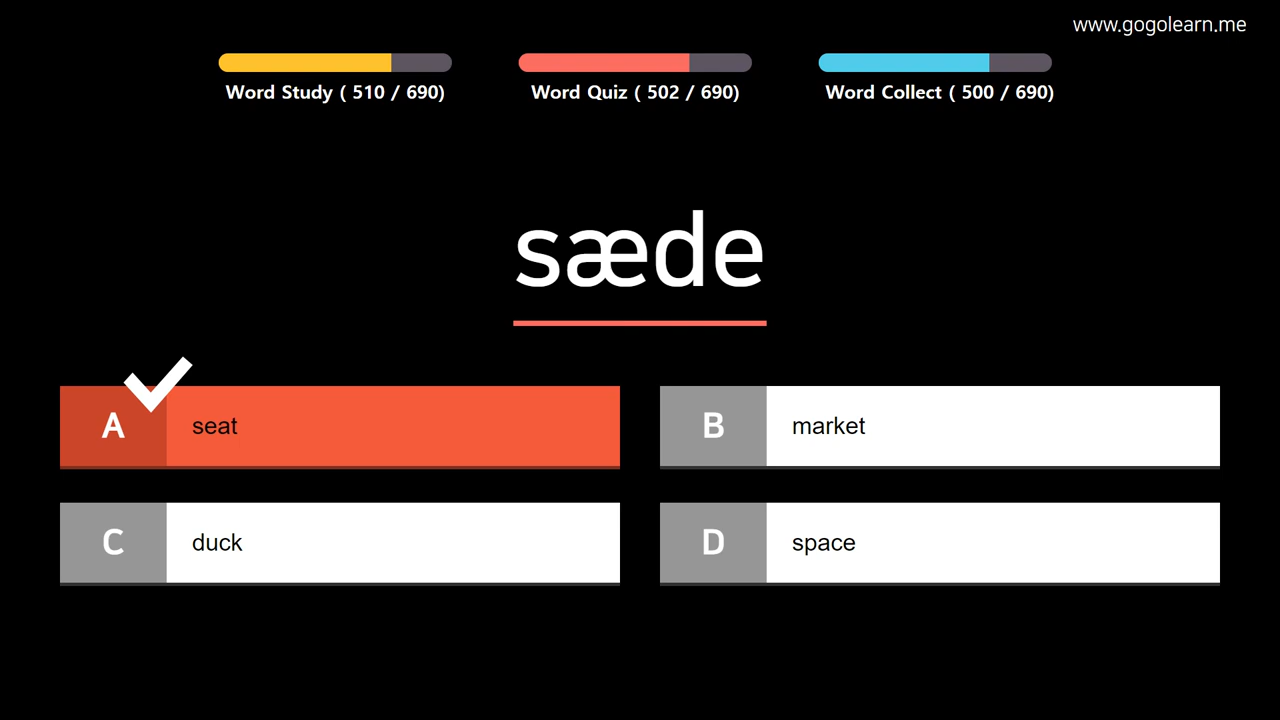 www.gogolearn.me
Word Study ( 510 / 690)
Word Quiz ( 502 / 690)
Word Collect ( 500 / 690)
sæde
A seat
B market
C duck
D space